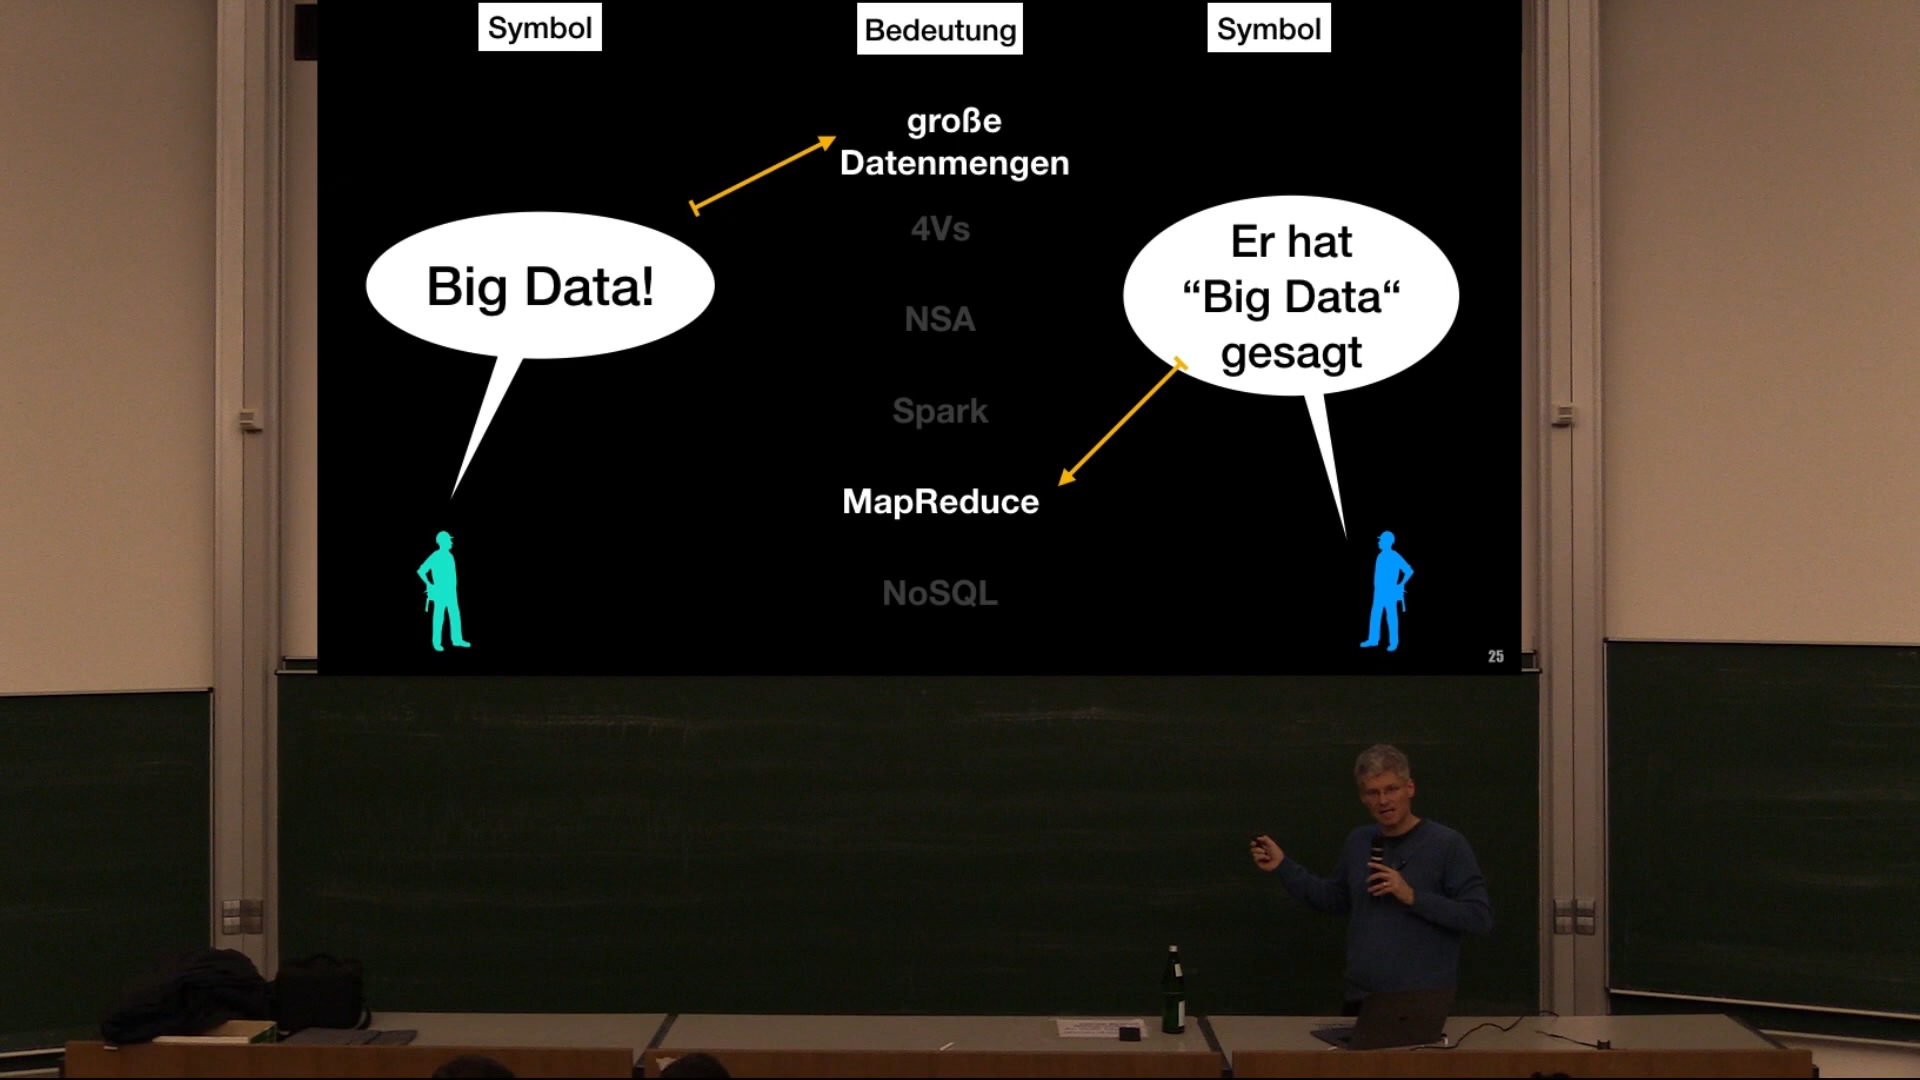 Symbol
Bedeutung
Symbol
große
Datenmengen
4Vs
NSA
Spark
MapReduce
NoSQL
Big Data!
Er hat
“Big Data“
gesagt
25